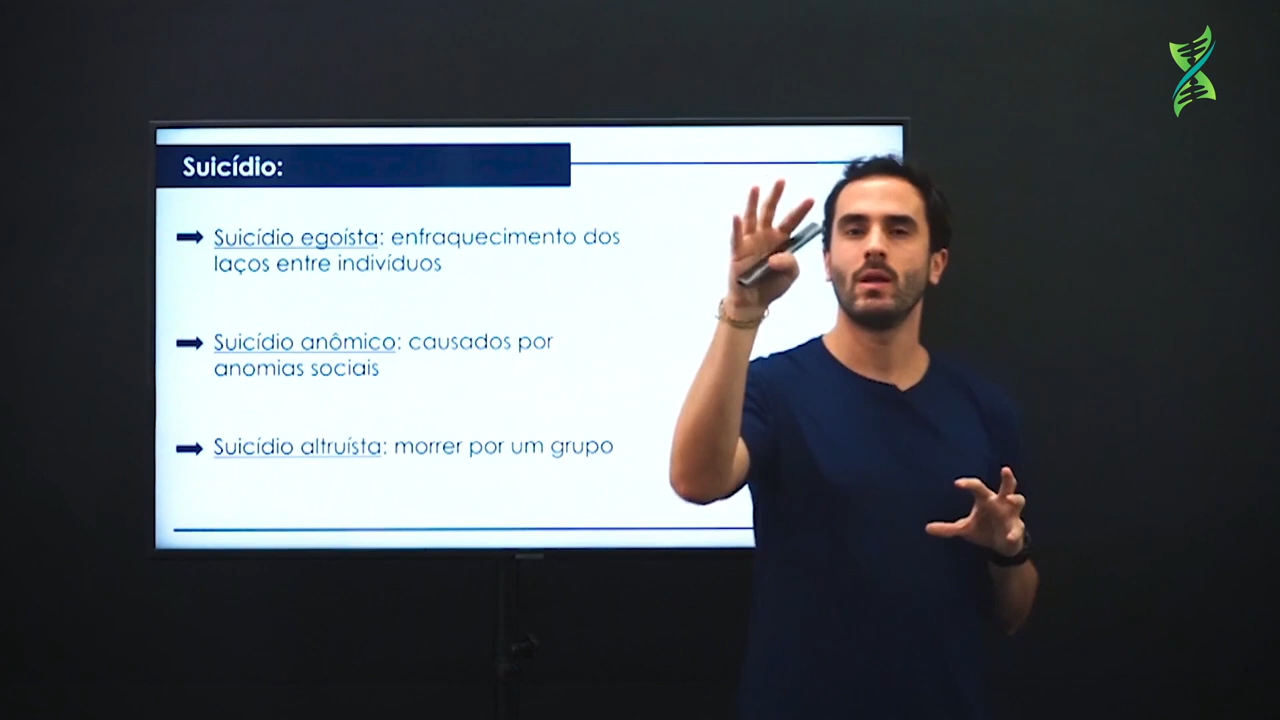 Suicídio:
Suicídio egoísta: enfraquecimento dos
laços entre indivíduos
Suicídio anômico: causados por
anomias sociais
Suicídio altruísta: morrer por um grupo